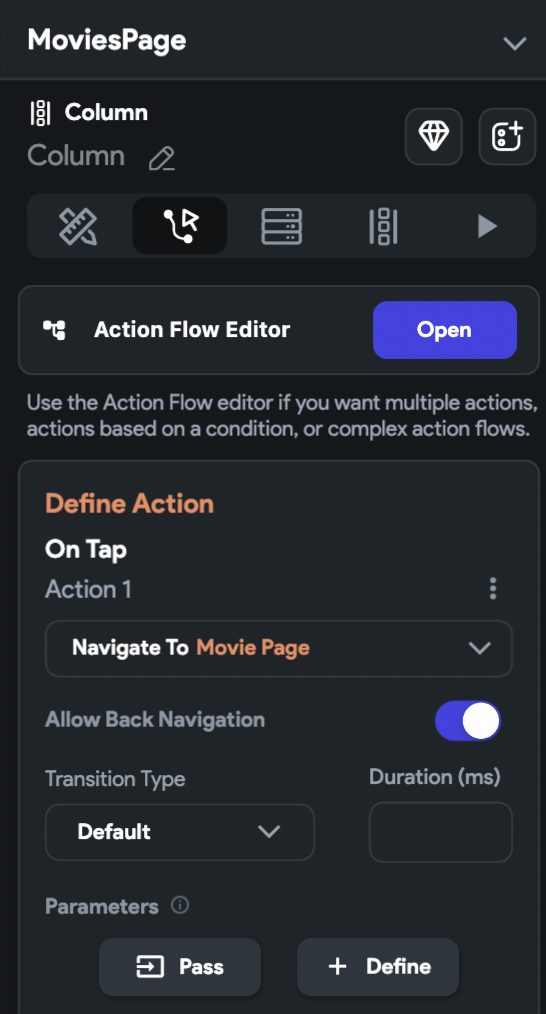 MoviesPage
Column
Column
Action Flow Editor
Open
Use the Action Flow editor if you want multiple actions,
actions based on a condition, or complex action flows.
Define Action
On Tap
Action 1
Navigate To Movie Page
Allow Back Navigation
Transition Type
Duration (ms)
Default
Parameters
Pass
Define